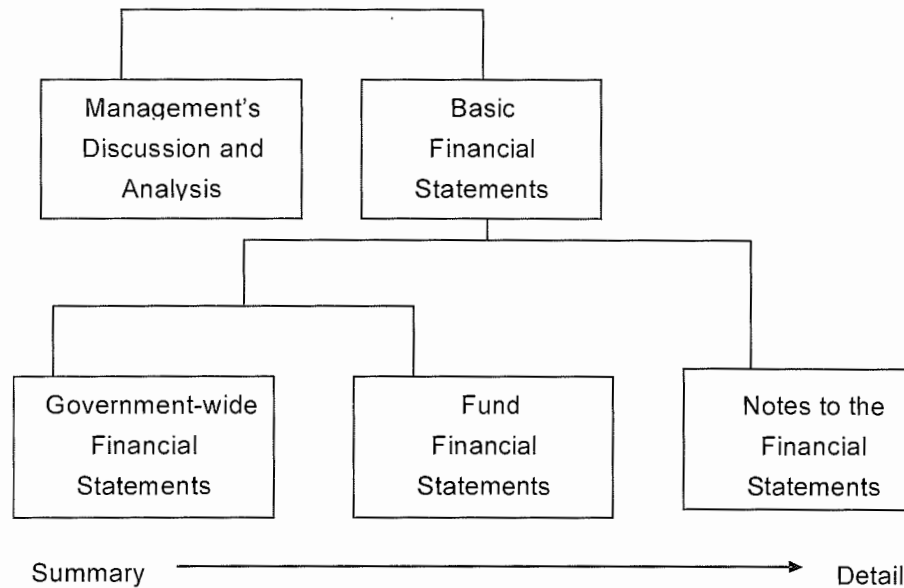 Management's
Discussion and
Analysis
Basic
Financial
Statements
Government-wide
Financial
Statements
Fund
Financial
Statements
Notes to the
Financial
Statements
Summary
Detail